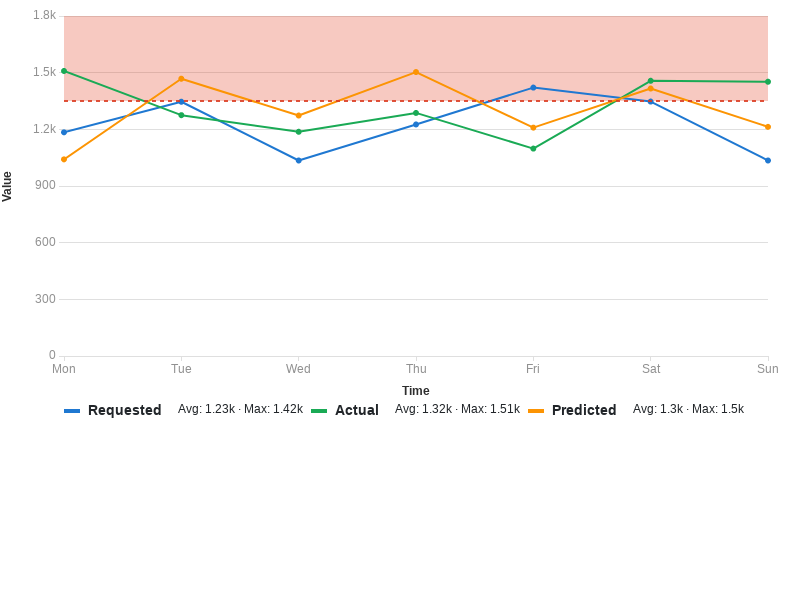 1.8k
1.5k
1.2k
900
600
300
0
Value
Mon Tue Wed Thu Fri Sat Sun
Time
Requested Avg: 1.23k · Max: 1.42k Actual Avg: 1.32k · Max: 1.51k Predicted Avg: 1.3k · Max: 1.5k